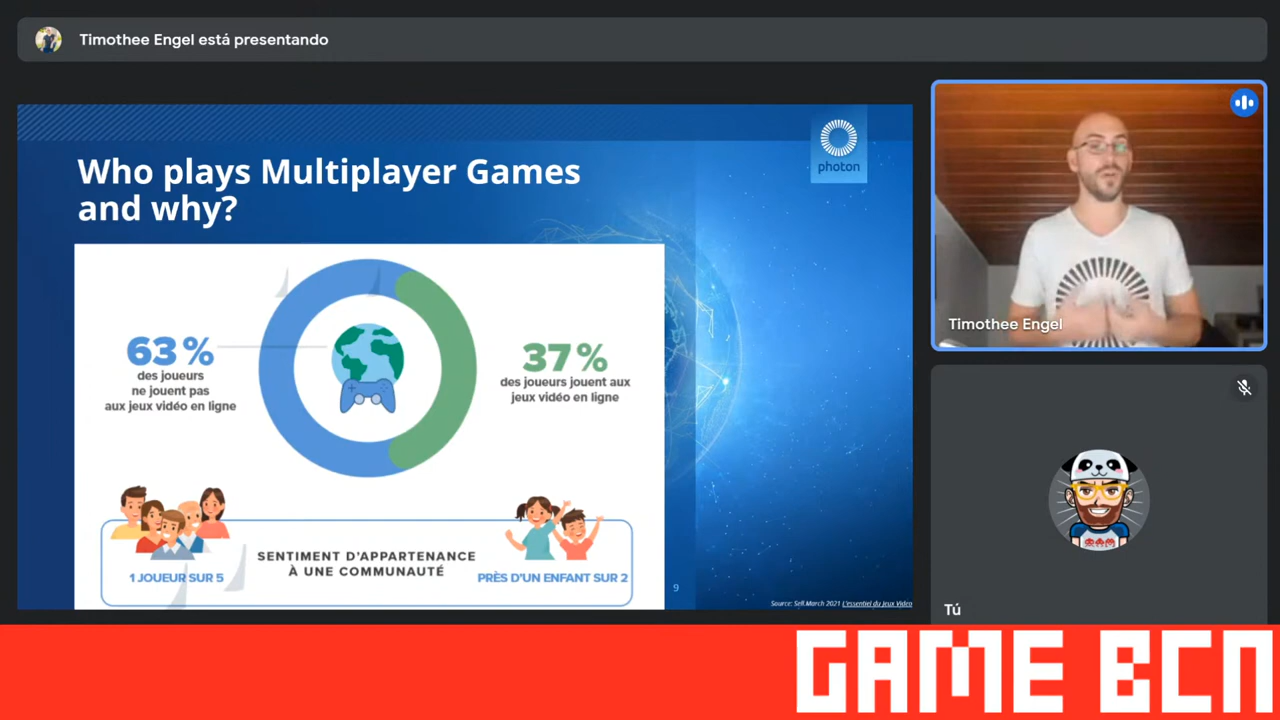 Timothee Engel está presentando
photon
Who plays Multiplayer Games
and why?
63%
des joueurs
ne jouent pas
aux jeux vidéo en ligne
37%
des joueurs jouent aux
jeux vidéo en ligne
SENTIMENT D'APPARTENANCE
À UNE COMMUNAUTÉ
1 JOUEUR SUR 5
PRÈS D'UN ENFANT SUR 2
9
Source: Sell March 2021 L'essentiel du Jeux Video
Timothee Engel
Tú
GAME BCN